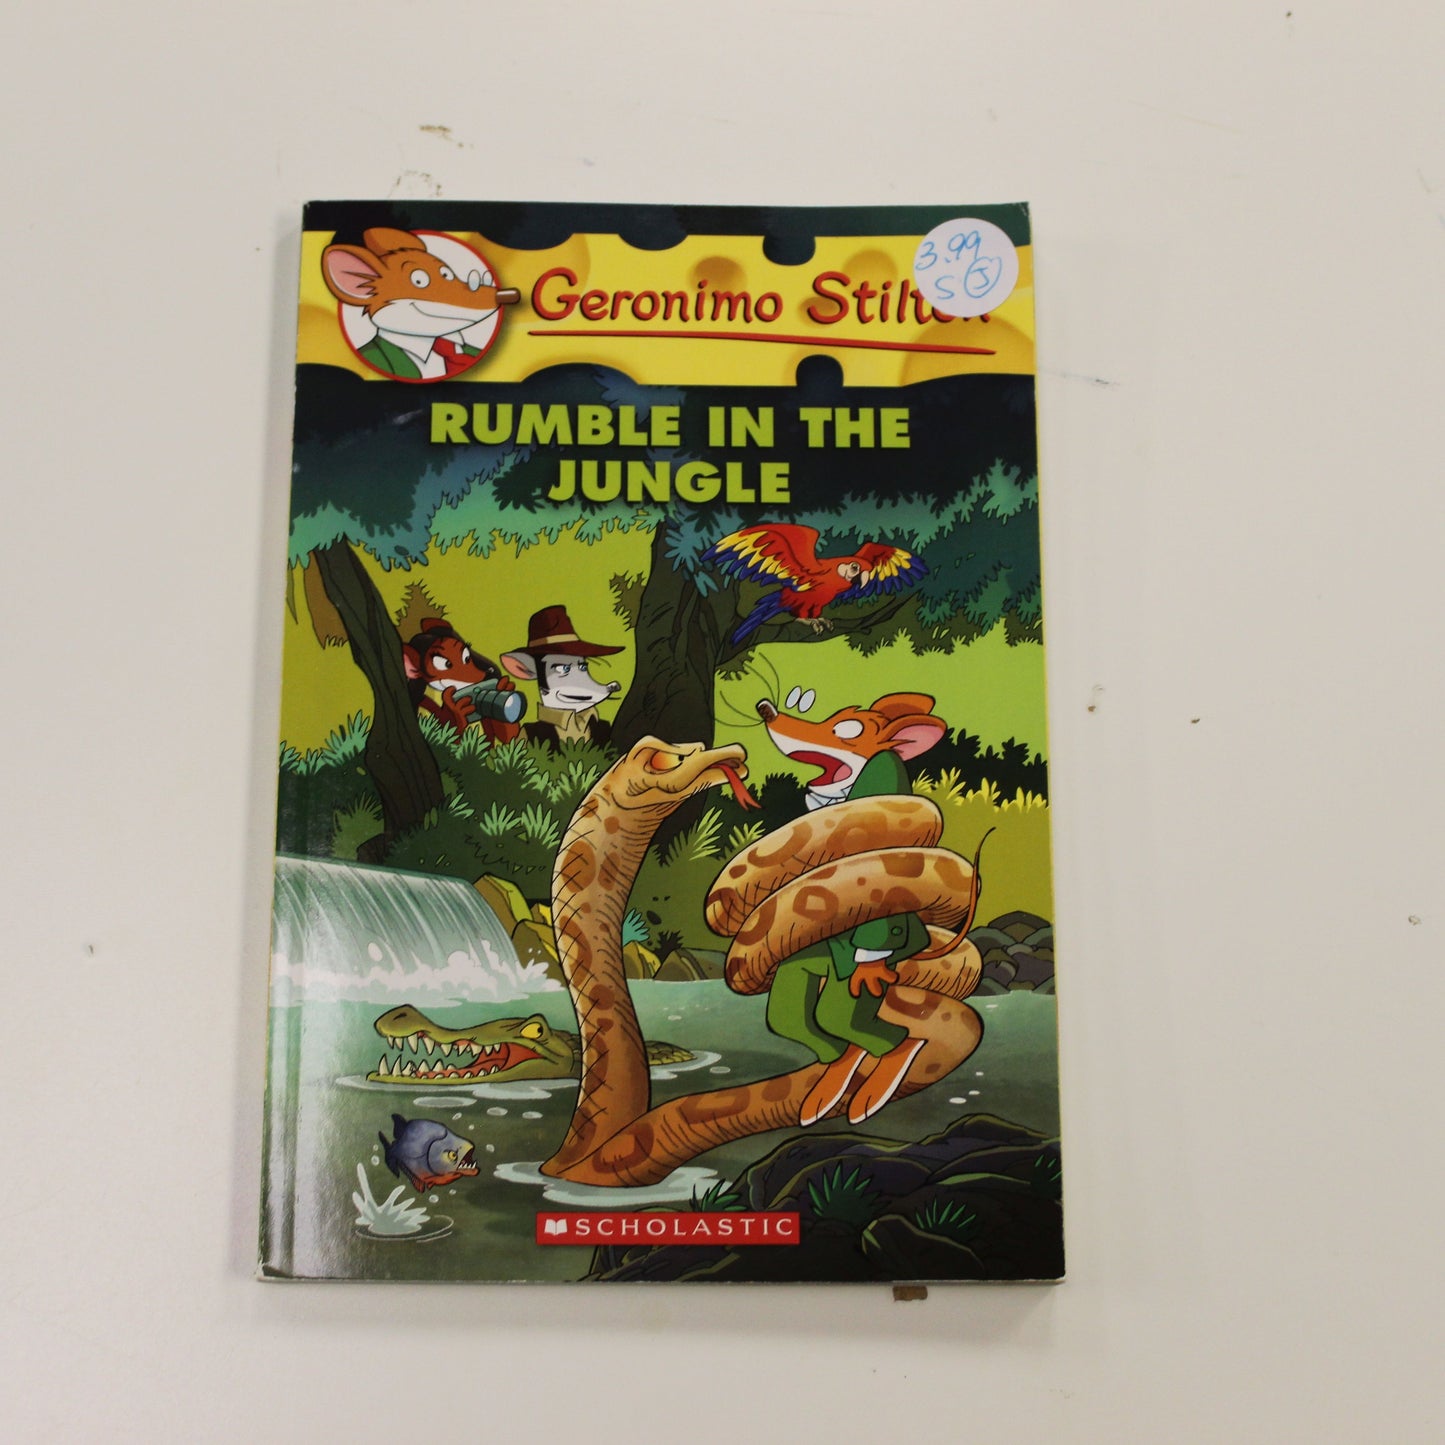 Geronimo Stilton
3.99
S J
RUMBLE IN THE
JUNGLE
SCHOLASTIC